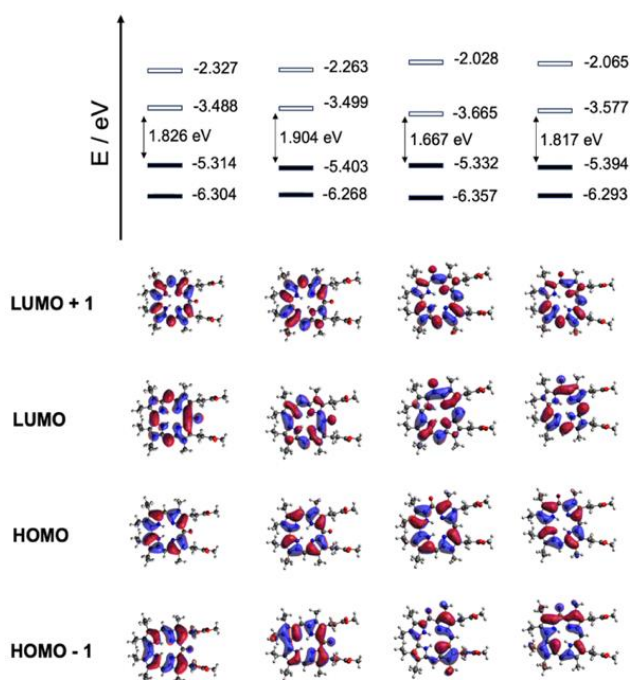 E / eV
-2.327
-2.263
-2.028
-2.065
-3.488
-3.499
-3.665
-3.577
1.826 eV
1.904 eV
1.667 eV
1.817 eV
-5.314
-5.403
-5.332
-5.394
-6.304
-6.268
-6.357
-6.293
LUMO + 1
LUMO
HOMO
HOMO - 1